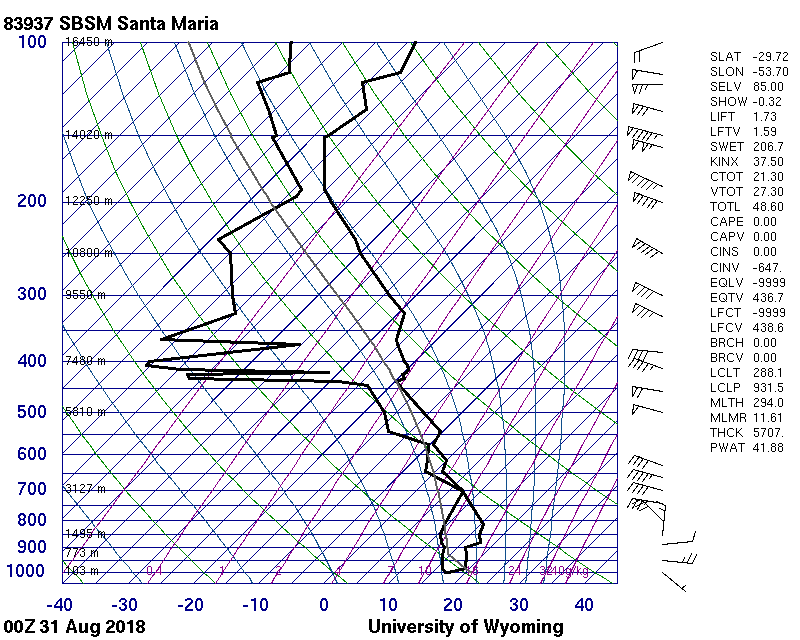 83937 SBSM Santa Maria
100 16450 m
14020 m
200 12250 m
10800 m
300 9550 m
400 7480 m
500 5810 m
600
700 3127 m
800
1495 m
900
773 m
1000 103 m 0.4 1 2 4 7 10 16 24 32 40g/kg
-40 -30 -20 -10 0 10 20 30 40
00Z 31 Aug 2018 University of Wyoming
SLAT -29.72
SLON -53.70
SELV 85.00
SHOW -0.32
LIFT 1.73
LFTV 1.59
SWET 206.7
KINX 37.50
CTOT 21.30
VTOT 27.30
TOTL 48.60
CAPE 0.00
CAPV 0.00
CINS 0.00
CINV -647.
EQLV -9999
EQTV 436.7
LFCT -9999
LFCV 438.6
BRCH 0.00
BRCV 0.00
LCLT 288.1
LCLP 931.5
MLTH 294.0
MLMR 11.61
THCK 5707.
PWAT 41.88